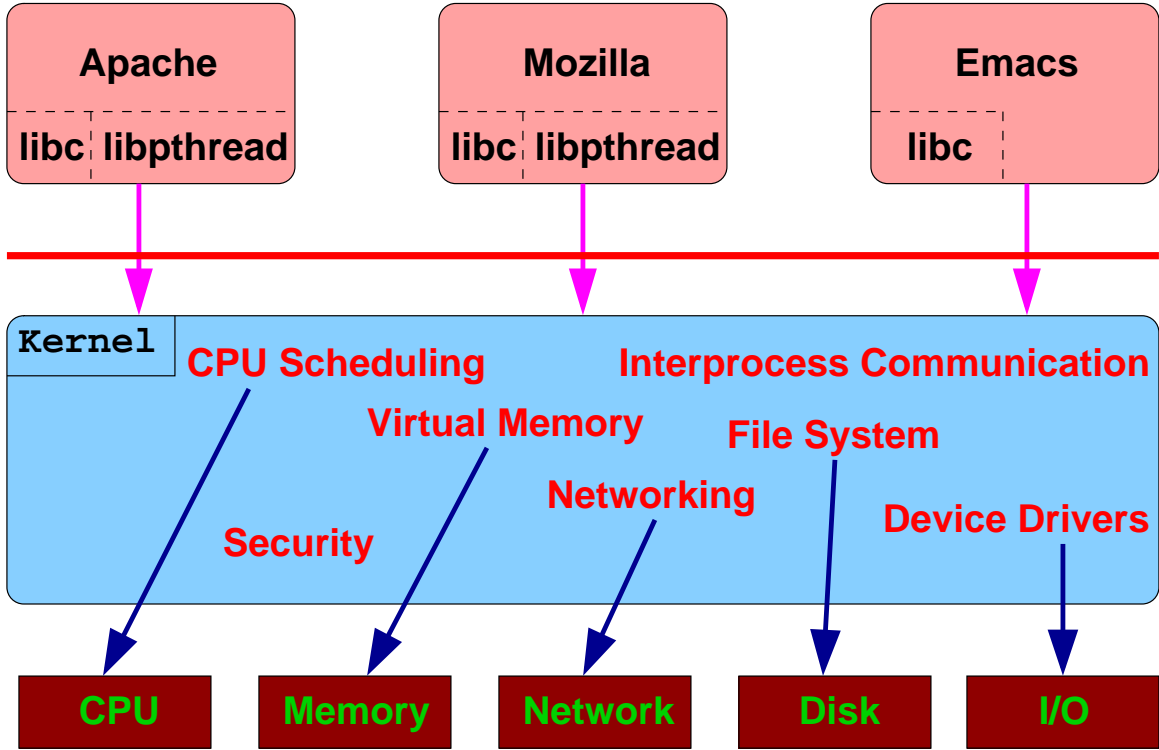 Apache
Mozilla
Emacs
libc libpthread
libc libpthread
libc
Kernel
CPU Scheduling
Interprocess Communication
Virtual Memory
File System
Networking
Device Drivers
Security
CPU
Memory
Network
Disk
I/O